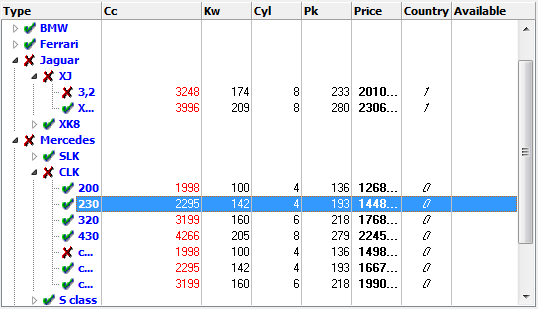 Type Cc Kw Cyl Pk Price Country Available
BMW
Ferrari
Jaguar
XJ
3,2 3248 174 8 233 2010...
X... 3996 209 8 280 2306...
XK8
Mercedes
SLK
CLK
200 1998 100 4 136 1268...
230 2295 142 4 193 1448...
320 3199 160 6 218 1768...
430 4266 205 8 279 2245...
c... 1998 100 4 136 1498...
c... 2295 142 4 193 1667...
c... 3199 160 6 218 1990...
S class